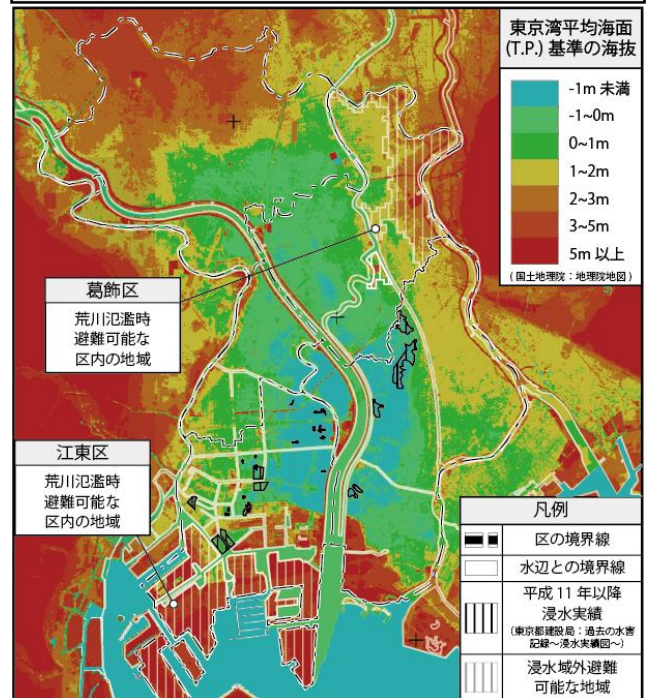 東京湾平均海面
(T.P.) 基準の海抜
-1m 未満
-1~0m
0~1m
1~2m
2~3m
3~5m
5m 以上
(国土地理院：地理院地図)
葛飾区
荒川氾濫時
避難可能な
区内の地域
江東区
荒川氾濫時
避難可能な
区内の地域
凡例
区の境界線
水辺との境界線
平成 11 年以降
浸水実績
(東京都建設局：過去の水害
記録～浸水実績図～)
浸水域外避難
可能な地域